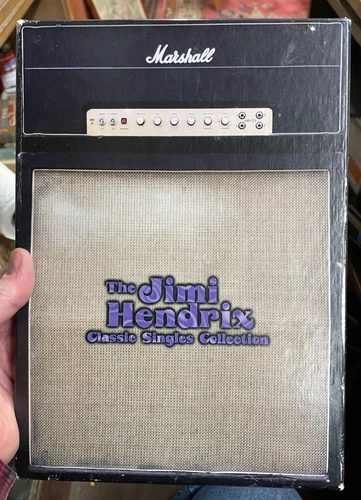 Marshall
The Jimi
Hendrix
Classic Singles Collection